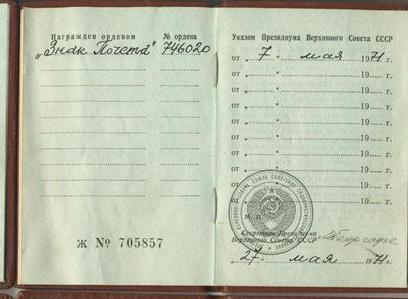 Награжден орденом № ордена
„Знак Почета“ 746020
Ж № 705857
Указом Президиума Верховного Совета СССР
от „ 7 “ мая 1971 г.
от „ “ 19 г.
от „ “ 19 г.
от „ “ 19 г.
от „ “ 19 г.
от „ “ 19 г.
от „ “ 19 г.
от „ “ 19 г.
от „ “ 19 г.
от „ “ 19 г.
М. П.
Секретарь Президиума
Верховного Совета СССР
„ 27 “ мая 1971 г.